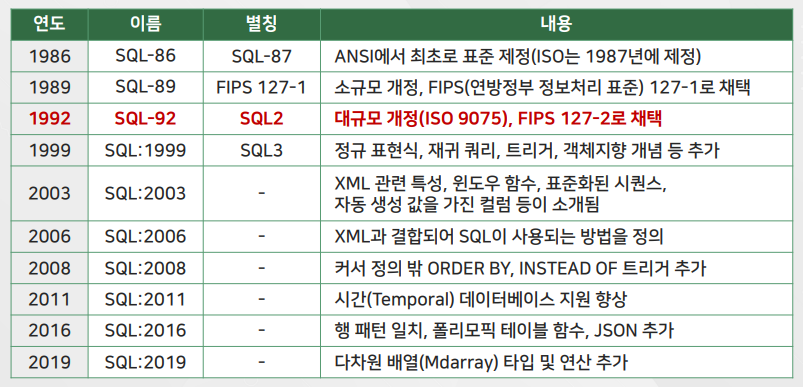 연도 이름 별칭 내용
1986 SQL-86 SQL-87 ANSI에서 최초로 표준 제정(ISO는 1987년에 제정)
1989 SQL-89 FIPS 127-1 소규모 개정, FIPS(연방정부 정보처리 표준) 127-1로 채택
1992 SQL-92 SQL2 대규모 개정(ISO 9075), FIPS 127-2로 채택
1999 SQL:1999 SQL3 정규 표현식, 재귀 쿼리, 트리거, 객체지향 개념 등 추가
2003 SQL:2003 - XML 관련 특성, 윈도우 함수, 표준화된 시퀀스,
자동 생성 값을 가진 컬럼 등이 소개됨
2006 SQL:2006 - XML과 결합되어 SQL이 사용되는 방법을 정의
2008 SQL:2008 - 커서 정의 밖 ORDER BY, INSTEAD OF 트리거 추가
2011 SQL:2011 - 시간(Temporal) 데이터베이스 지원 향상
2016 SQL:2016 - 행 패턴 일치, 폴리모픽 테이블 함수, JSON 추가
2019 SQL:2019 - 다차원 배열(Mdarray) 타입 및 연산 추가